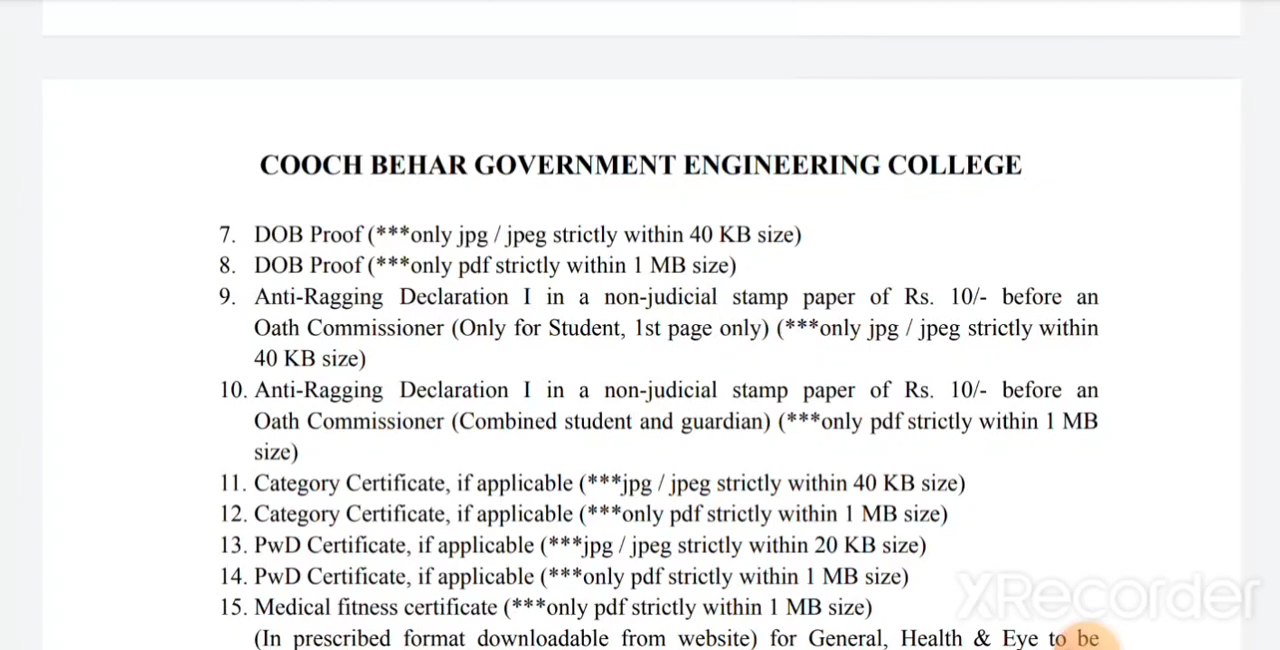 COOCH BEHAR GOVERNMENT ENGINEERING COLLEGE
7. DOB Proof (***only jpg / jpeg strictly within 40 KB size)
8. DOB Proof (***only pdf strictly within 1 MB size)
9. Anti-Ragging Declaration I in a non-judicial stamp paper of Rs. 10/- before an
Oath Commissioner (Only for Student, 1st page only) (***only jpg / jpeg strictly within
40 KB size)
10. Anti-Ragging Declaration I in a non-judicial stamp paper of Rs. 10/- before an
Oath Commissioner (Combined student and guardian) (***only pdf strictly within 1 MB
size)
11. Category Certificate, if applicable (***jpg / jpeg strictly within 40 KB size)
12. Category Certificate, if applicable (***only pdf strictly within 1 MB size)
13. PwD Certificate, if applicable (***jpg / jpeg strictly within 20 KB size)
14. PwD Certificate, if applicable (***only pdf strictly within 1 MB size)
15. Medical fitness certificate (***only pdf strictly within 1 MB size)
(In prescribed format downloadable from website) for General, Health & Eye to be
XRecorder